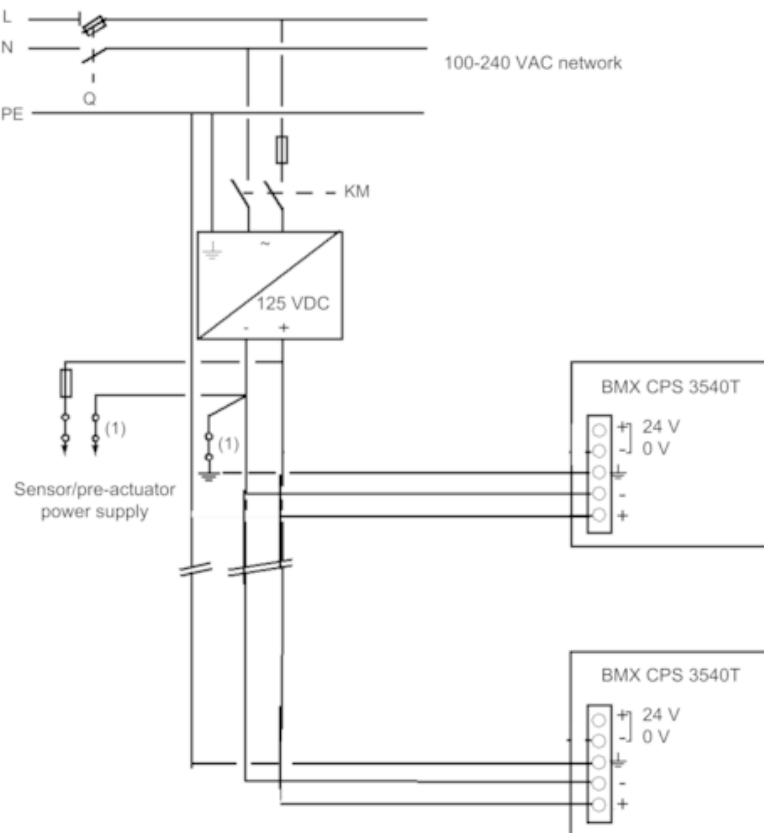 L
N
100-240 VAC network
Q
PE
KM
~
125 VDC
- +
BMX CPS 3540T
+ 24 V
- 0 V
-
+
(1)
(1)
Sensor/pre-actuator
power supply
BMX CPS 3540T
+ 24 V
- 0 V
-
+